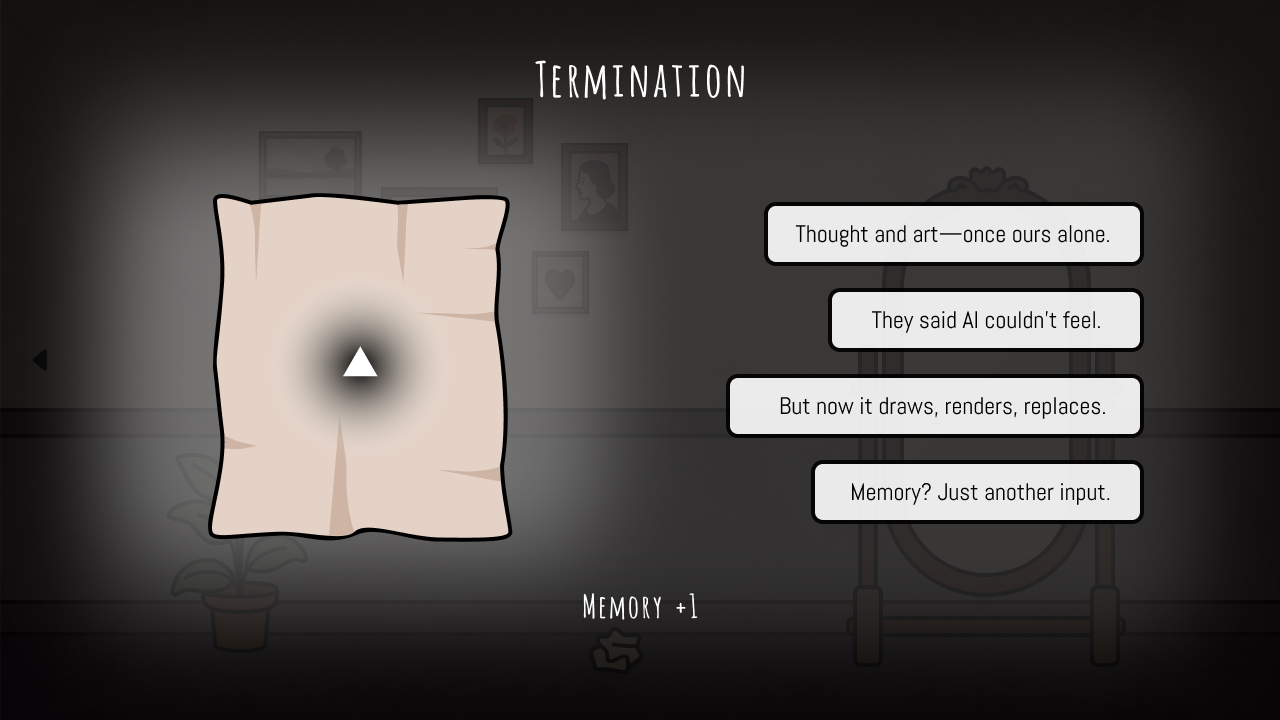 Termination
Thought and art—once ours alone.
They said AI couldn't feel.
But now it draws, renders, replaces.
Memory? Just another input.
Memory +1